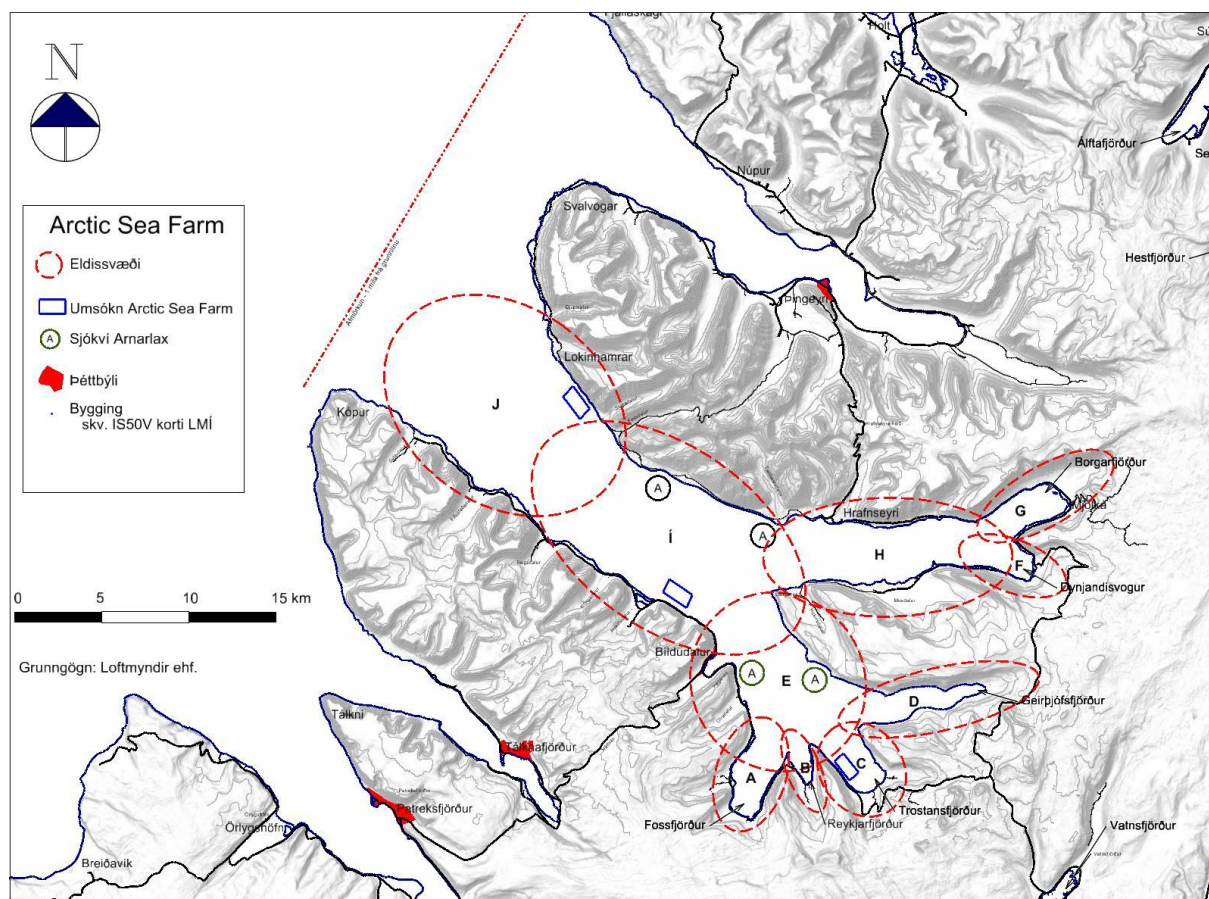 Fjallaskagi
Holt
N
Álftafjörður
Núpur
Svalvogar
Arctic Sea Farm
Eldissvæði
Umsókn Arctic Sea Farm
A
Sjókví Arnarlax
Þéttbýli
Bygging
skv. IS50V korti LMÍ
Hestfjörður
Þingeyri
Lokinhamrar
J
Kópur
Borgarfjörður
A
G
Mjólká
Hrafnseyri
Í
A
H
F
Dynjandisvogur
0 5 10 15 km
Grunngögn: Loftmyndir ehf.
Bíldudalur
A
E
A
D
Geirþjófsfjörður
Tálkni
Tálknafjörður
A
B
C
Patreksfjörður
Trostansfjörður
Fossfjörður
Reykjarfjörður
Örlygshöfn
Vatnsfjörður
Breiðavík